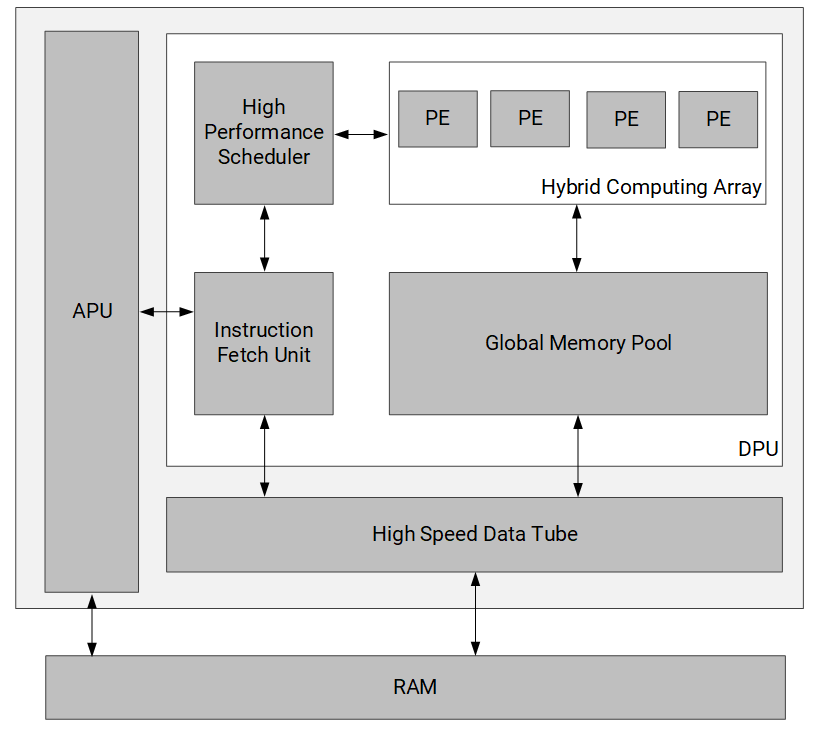 High
Performance
Scheduler
PE
PE
PE
PE
Hybrid Computing Array
APU
Instruction
Fetch Unit
Global Memory Pool
DPU
High Speed Data Tube
RAM